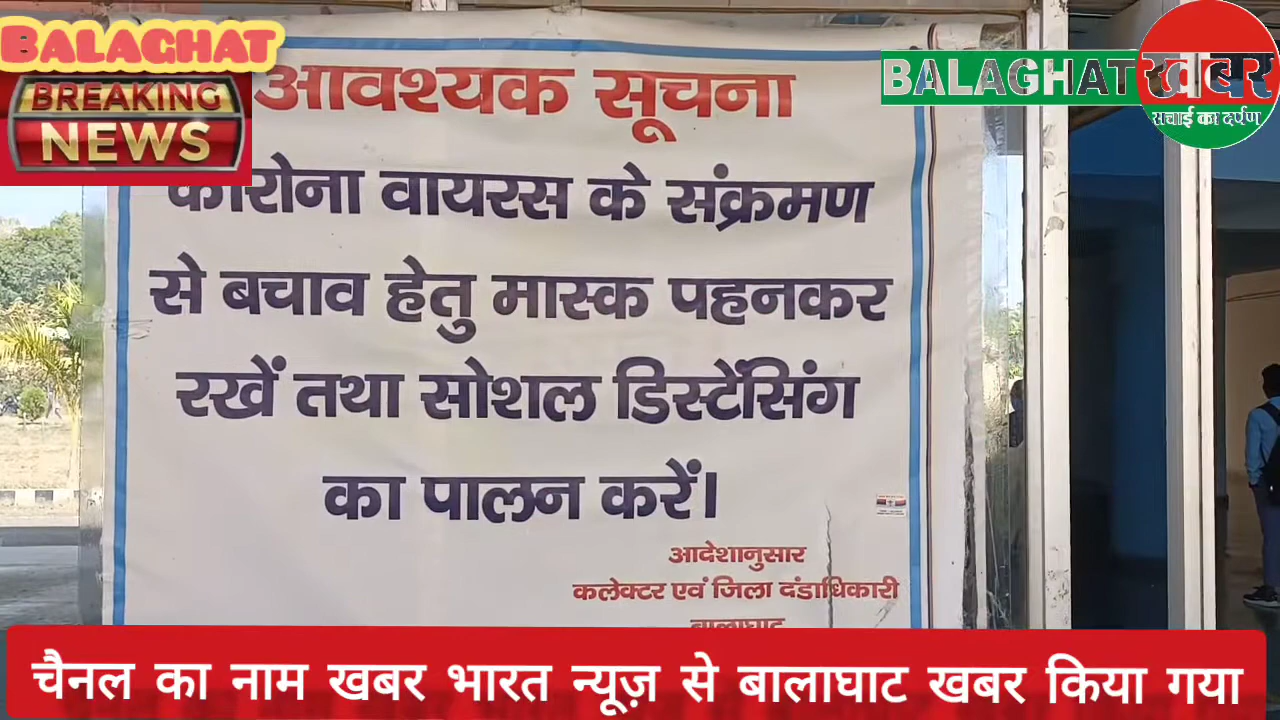 BALAGHAT
BREAKING
NEWS
BALAGHAT खबर
सचाई का दर्पण
आवश्यक सूचना
कोरोना वायरस के संक्रमण
से बचाव हेतु मास्क पहनकर
रखें तथा सोशल डिस्टेंसिंग
का पालन करें।
आदेशानुसार
कलेक्टर एवं जिला दंडाधिकारी
बालाघाट
चैनल का नाम खबर भारत न्यूज़ से बालाघाट खबर किया गया